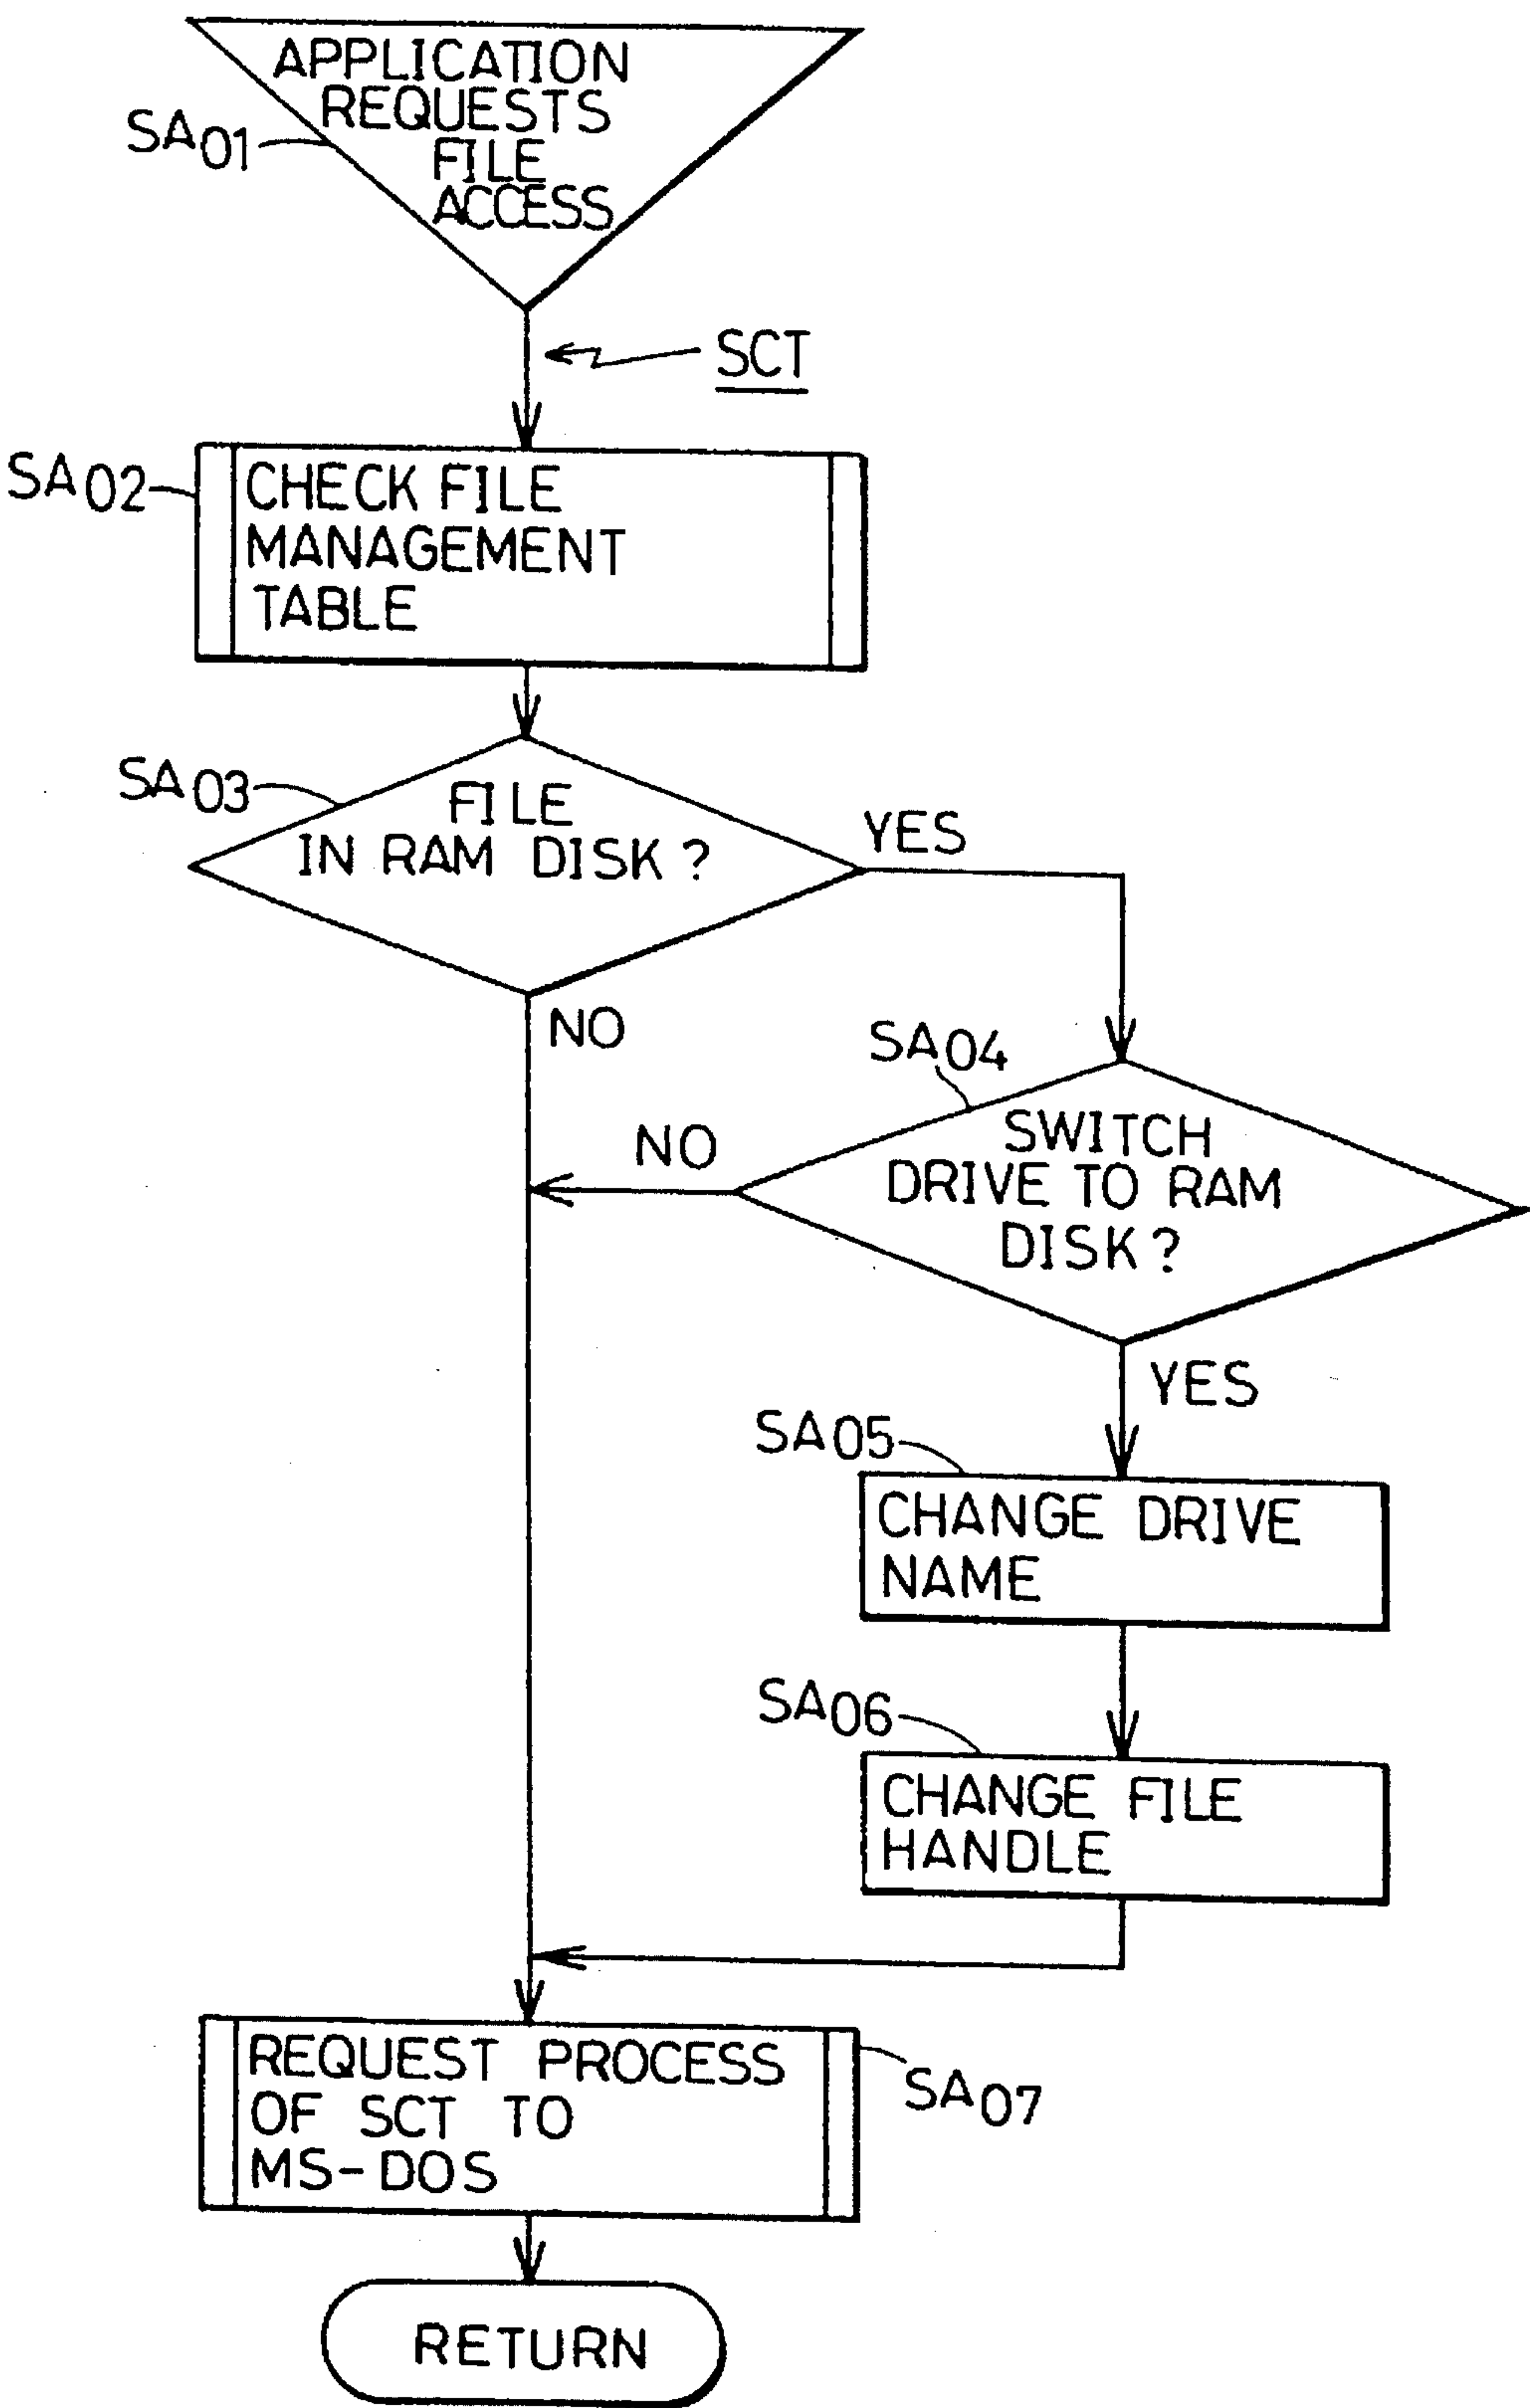 APPLICATION
REQUESTS
FILE
ACCESS
SA01
SCT
SA02
CHECK FILE
MANAGEMENT
TABLE
SA03
FILE
IN RAM DISK?
YES
NO
SA04
SWITCH
DRIVE TO RAM
DISK?
NO
YES
SA05
CHANGE DRIVE
NAME
SA06
CHANGE FILE
HANDLE
REQUEST PROCESS
OF SCT TO
MS-DOS
SA07
RETURN